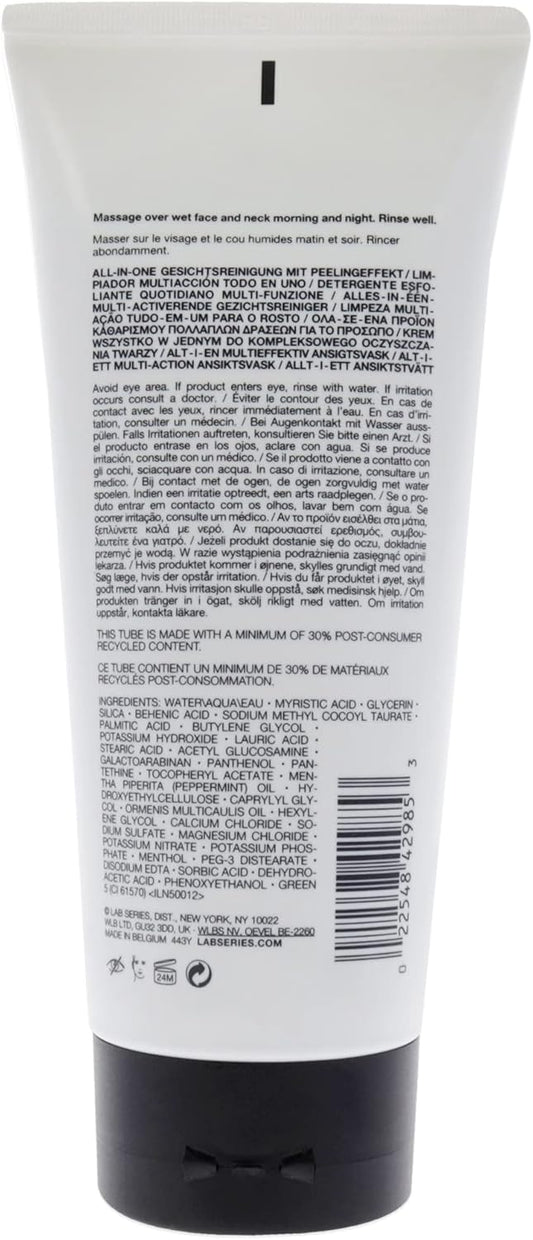 Massage over wet face and neck morning and night. Rinse well.
Masser sur le visage et le cou humides matin et soir. Rincer
abondamment.
ALL-IN-ONE GESICHTSREINIGUNG MIT PEELINGEFFEKT / LIM-
PIADOR MULTIACCIÓN TODO EN UNO / DETERGENTE ESFO-
LIANTE QUOTIDIANO MULTI-FUNZIONE / ALLES-IN-ÉÉN-
MULTI-ACTIVERENDE GEZICHTSREINIGER / LIMPEZA MULTI-
AÇÃO TUDO-EM-UM PARA O ROSTO / ΟΛΑ-ΣΕ-ΕΝΑ ΠΡΟΪΟΝ
ΚΑΘΑΡΙΣΜΟΥ ΠΟΛΛΑΠΛΩΝ ΔΡΑΣΕΩΝ ΓΙΑ ΤΟ ΠΡΟΣΩΠΟ / KREM
WSZYSTKO W JEDNYM DO KOMPLEKSOWEGO OCZYSZCZA-
NIA TWARZY / ALT-I-EN MULTIEFFEKTIV ANSIGTSVASK / ALT-I-
ETT MULTI-ACTION ANSIKTSVASK / ALLT-I-ETT ANSIKTSTVÄTT
Avoid eye area. If product enters eye, rinse with water. If irritation
occurs consult a doctor. / Éviter le contour des yeux. En cas de
contact avec les yeux, rincer immédiatement à l'eau. En cas d'irri-
tation, consulter un médecin. / Bei Augenkontakt mit Wasser auss-
pülen. Falls Irritationen auftreten, konsultieren Sie bitte einen Arzt. / Si
el producto entrase en los ojos, aclare con agua. Si se produce
irritación, consulte con un médico. / Se il prodotto viene a contatto con
gli occhi, sciacquare con acqua. In caso di irritazione, consultare un
medico. / Bij contact met de ogen, de ogen zorgvuldig met water
spoelen. Indien een irritatie optreedt, een arts raadplegen. / Se o pro-
duto entrar em contacto com os olhos, lavar bem com água. Se
ocorrer irritação, consulte um médico. / Αν το προϊόν εισέλθει στα μάτια,
ξεπλύνετε καλά με νερό. Αν παρουσιαστεί ερεθισμός, συμβου-
λευτείτε ένα γιατρό. / Jeżeli produkt dostanie się do oczu, dokładnie
przemyć je wodą. W razie wystąpienia podrażnienia zasięgnąć opinii
lekarza. / Hvis produktet kommer i øjnene, skylles grundigt med vand.
Søg læge, hvis der opstår irritation. / Hvis du får produktet i øyet, skyll
godt med vann. Hvis irritasjon skulle oppstå, søk medisinsk hjelp. / Om
produkten tränger in i ögat, skölj rikligt med vatten. Om irritation
uppstår, kontakta läkare.
THIS TUBE IS MADE WITH A MINIMUM OF 30% POST-CONSUMER
RECYCLED CONTENT.
CE TUBE CONTIENT UN MINIMUM DE 30% DE MATÉRIAUX
RECYCLÉS POST-CONSOMMATION.
INGREDIENTS: WATER\AQUA\EAU • MYRISTIC ACID • GLYCERIN •
SILICA • BEHENIC ACID • SODIUM METHYL COCOYL TAURATE •
PALMITIC ACID • BUTYLENE GLYCOL •
POTASSIUM HYDROXIDE • LAURIC ACID •
STEARIC ACID • ACETYL GLUCOSAMINE •
GALACTOARABINAN • PANTHENOL • PAN-
TETHINE • TOCOPHERYL ACETATE • MEN-
THA PIPERITA (PEPPERMINT) OIL • HY-
DROXYETHYLCELLULOSE • CAPRYLYL GLY-
COL • ORMENIS MULTICAULIS OIL • HEXYL-
ENE GLYCOL • CALCIUM CHLORIDE • SO-
DIUM SULFATE • MAGNESIUM CHLORIDE •
POTASSIUM NITRATE • POTASSIUM PHOS-
PHATE • MENTHOL • PEG-3 DISTEARATE •
DISODIUM EDTA • SORBIC ACID • DEHYDRO-
ACETIC ACID • PHENOXYETHANOL • GREEN
5 (CI 61570) <ILN50012>
© LAB SERIES, DIST., NEW YORK, NY 10022
WLB LTD, GU32 3DD, UK • WLBS NV, OEVEL BE-2260
MADE IN BELGIUM 443Y LABSERIES.COM
24M
0 22548 42985 3